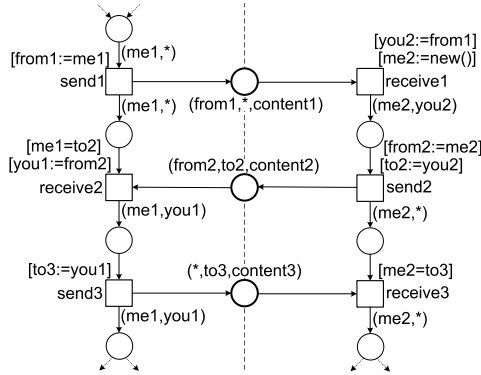 (me1,*)
[from1:=me1]
send1
(me1,*)
(from1,*,content1)
[you2:=from1]
[me2:=new()]
receive1
(me2,you2)
[me1=to2]
[you1:=from2]
receive2
(me1,you1)
(from2,to2,content2)
[from2:=me2]
[to2:=you2]
send2
(me2,*)
[to3:=you1]
send3
(me1,you1)
(*,to3,content3)
[me2=to3]
receive3
(me2,*)